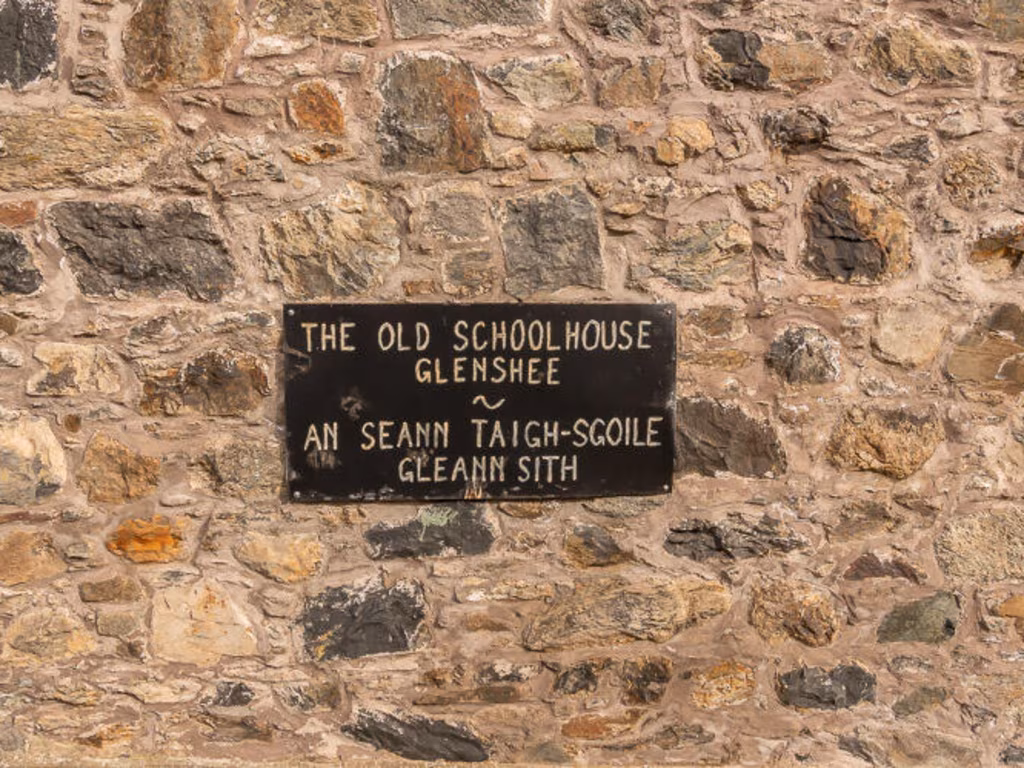 THE OLD SCHOOLHOUSE
GLENSHEE
~
AN SEANN TAIGH-SGOILE
GLEANN SITH